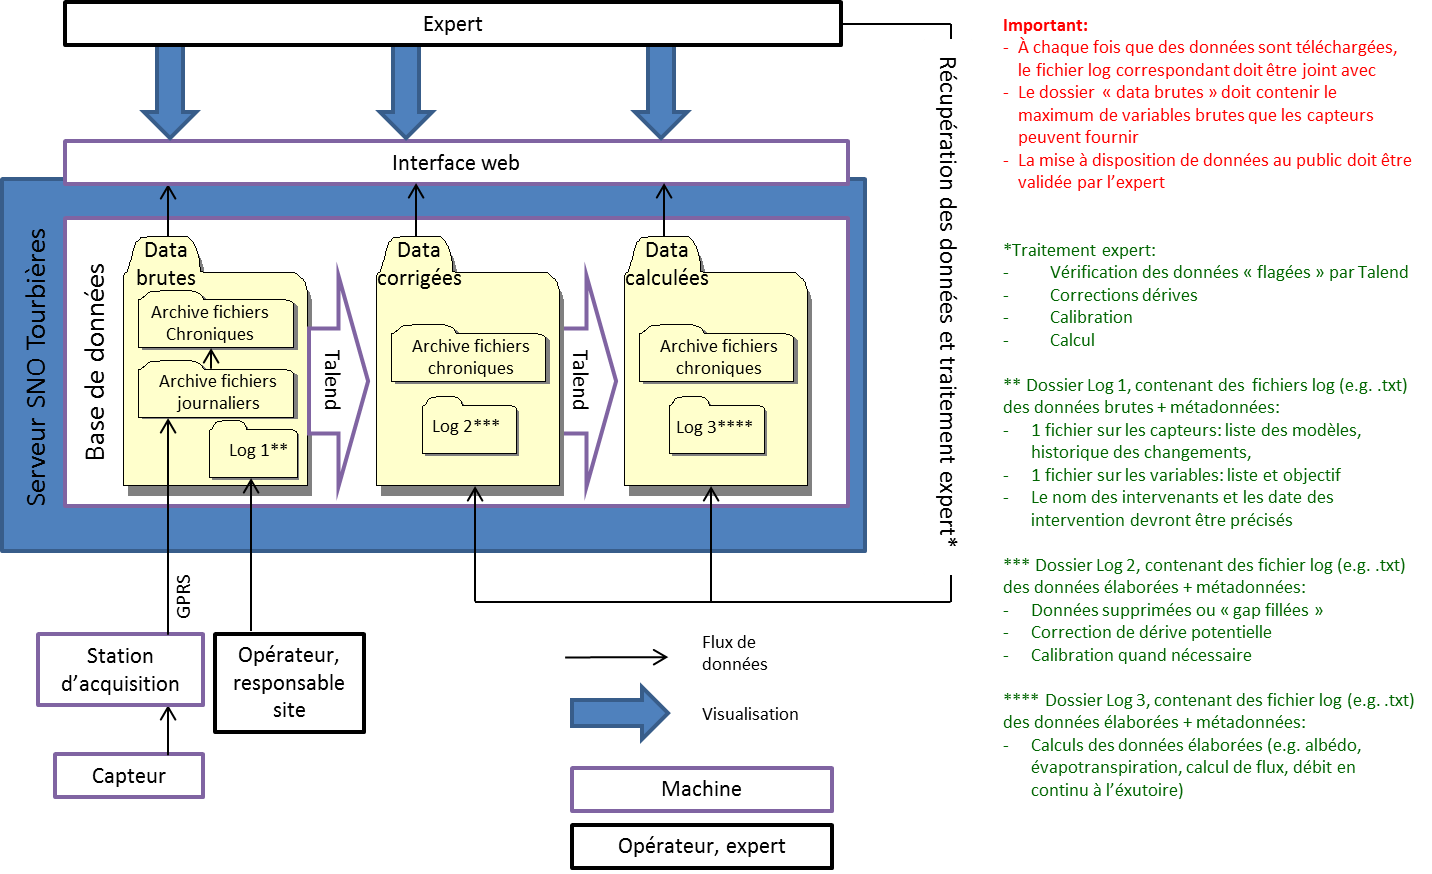 Expert
Interface web
Serveur SNO Tourbières
Base de données
Data
brutes
Archive fichiers
Chroniques
Archive fichiers
journaliers
Log 1**
Talend
Data
corrigées
Archive fichiers
chroniques
Log 2***
Talend
Data
calculées
Archive fichiers
chroniques
Log 3****
Récupération des données et traitement expert*
GPRS
Station
d’acquisition
Opérateur,
responsable
site
Capteur
Flux de
données
Visualisation
Machine
Opérateur, expert
Important:
- À chaque fois que des données sont téléchargées,
le fichier log correspondant doit être joint avec
- Le dossier « data brutes » doit contenir le
maximum de variables brutes que les capteurs
peuvent fournir
- La mise à disposition de données au public doit être
validée par l’expert
*Traitement expert:
- Vérification des données « flagées » par Talend
- Corrections dérives
- Calibration
- Calcul
** Dossier Log 1, contenant des fichiers log (e.g. .txt)
des données brutes + métadonnées:
- 1 fichier sur les capteurs: liste des modèles,
historique des changements,
- 1 fichier sur les variables: liste et objectif
- Le nom des intervenants et les date des
intervention devront être précisés
*** Dossier Log 2, contenant des fichier log (e.g. .txt)
des données élaborées + métadonnées:
- Données supprimées ou « gap fillées »
- Correction de dérive potentielle
- Calibration quand nécessaire
**** Dossier Log 3, contenant des fichier log (e.g. .txt)
des données élaborées + métadonnées:
- Calculs des données élaborées (e.g. albédo,
évapotranspiration, calcul de flux, débit en
continu à l’éxutoire)